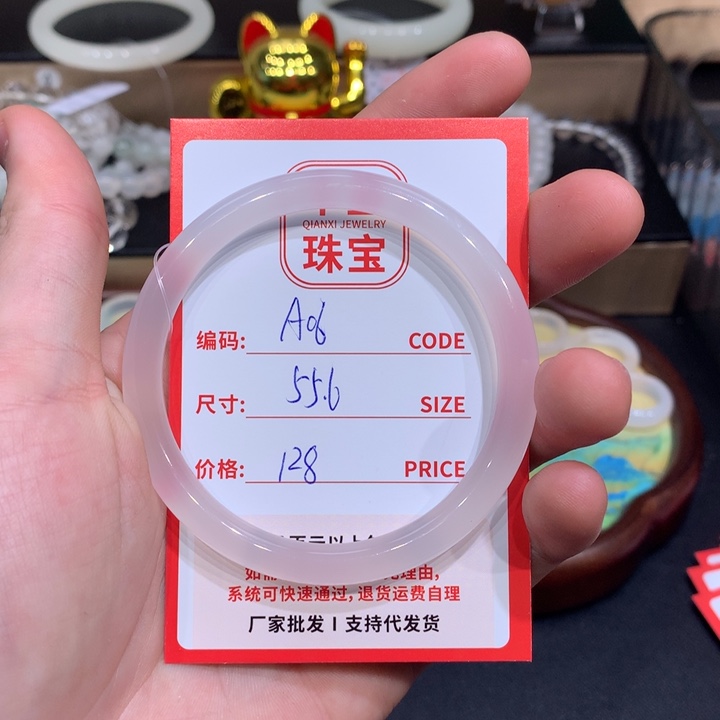 QIANXI JEWELRY
珠宝
编码: A06 CODE
尺寸: 55.6 SIZE
价格: 128 PRICE
系统可快速通过, 退货运费自理
厂家批发 I 支持代发货